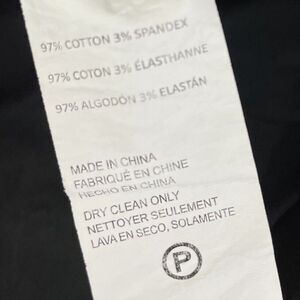 97% COTTON 3% SPANDEX
97% COTON 3% ÉLASTHANNE
97% ALGODÓN 3% ELASTÁN
MADE IN CHINA
FABRIQUÉ EN CHINE
HECHO EN CHINA
DRY CLEAN ONLY
NETTOYER SEULEMENT
LAVA EN SECO, SOLAMENTE
P